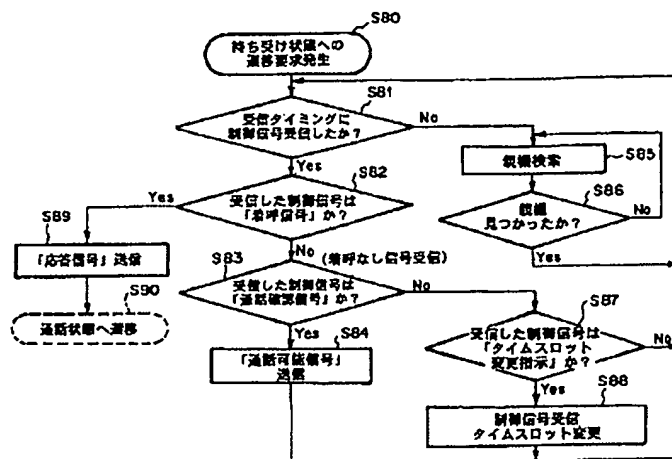 S80
持ち受け状態への
遷移要求発生
S81
受信タイミングに
制御信号受信したか？
No
Yes
S85
親機検索
S82
受信した制御信号は
「着呼信号」か？
Yes
S86
親機
見つかったか？
No
Yes
S89
「応答信号」送信
No (着呼なし信号受信)
S83
受信した制御信号は
「通話確認信号」か？
No
Yes
S90
通話状態へ遷移
S84
「通話可能信号」
送信
S87
受信した制御信号は
「タイムスロット
変更指示」か？
No
Yes
S88
制御信号受信
タイムスロット変更